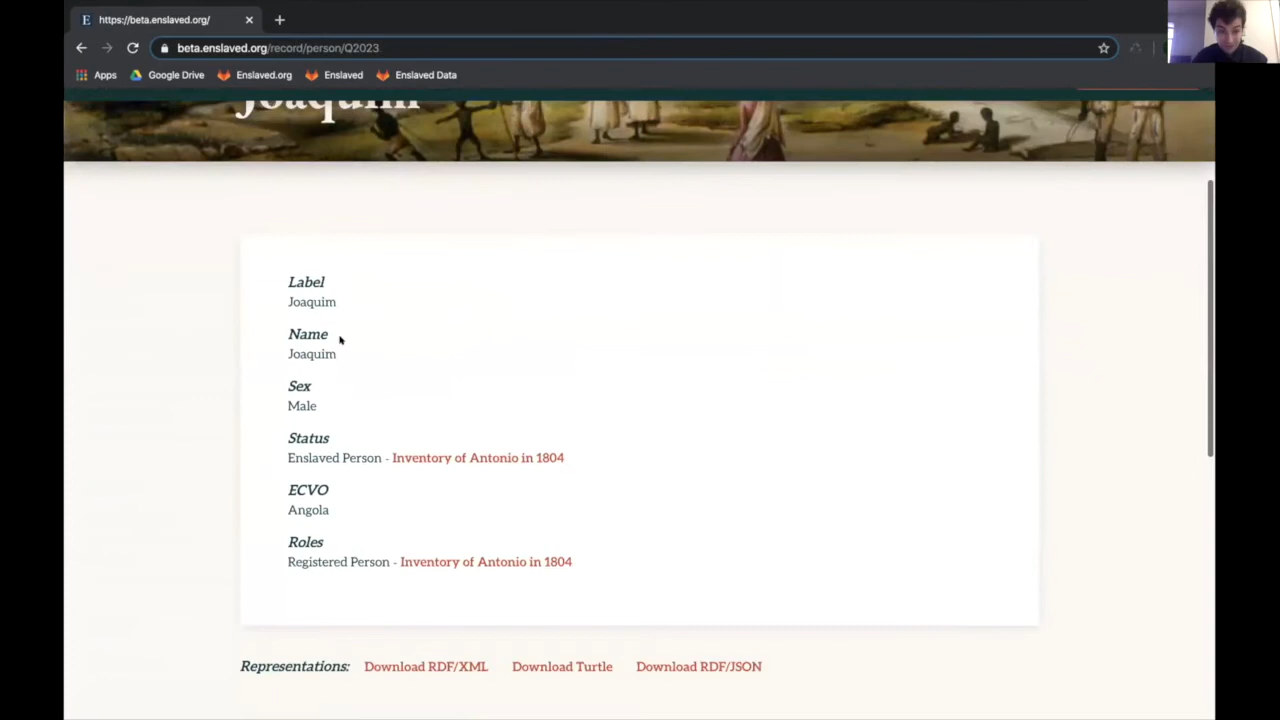 https://beta.enslaved.org/
beta.enslaved.org/record/person/Q2023
Apps Google Drive Enslaved.org Enslaved Enslaved Data
Joaquim
Label
Joaquim
Name
Joaquim
Sex
Male
Status
Enslaved Person - Inventory of Antonio in 1804
ECVO
Angola
Roles
Registered Person - Inventory of Antonio in 1804
Representations: Download RDF/XML Download Turtle Download RDF/JSON